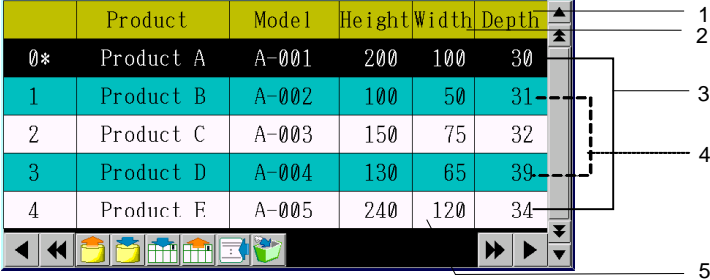 Product Model Height Width Depth 1
2
0* Product A A-001 200 100 30
1 Product B A-002 100 50 31 3
2 Product C A-003 150 75 32
3 Product D A-004 130 65 39 4
4 Product E A-005 240 120 34
5